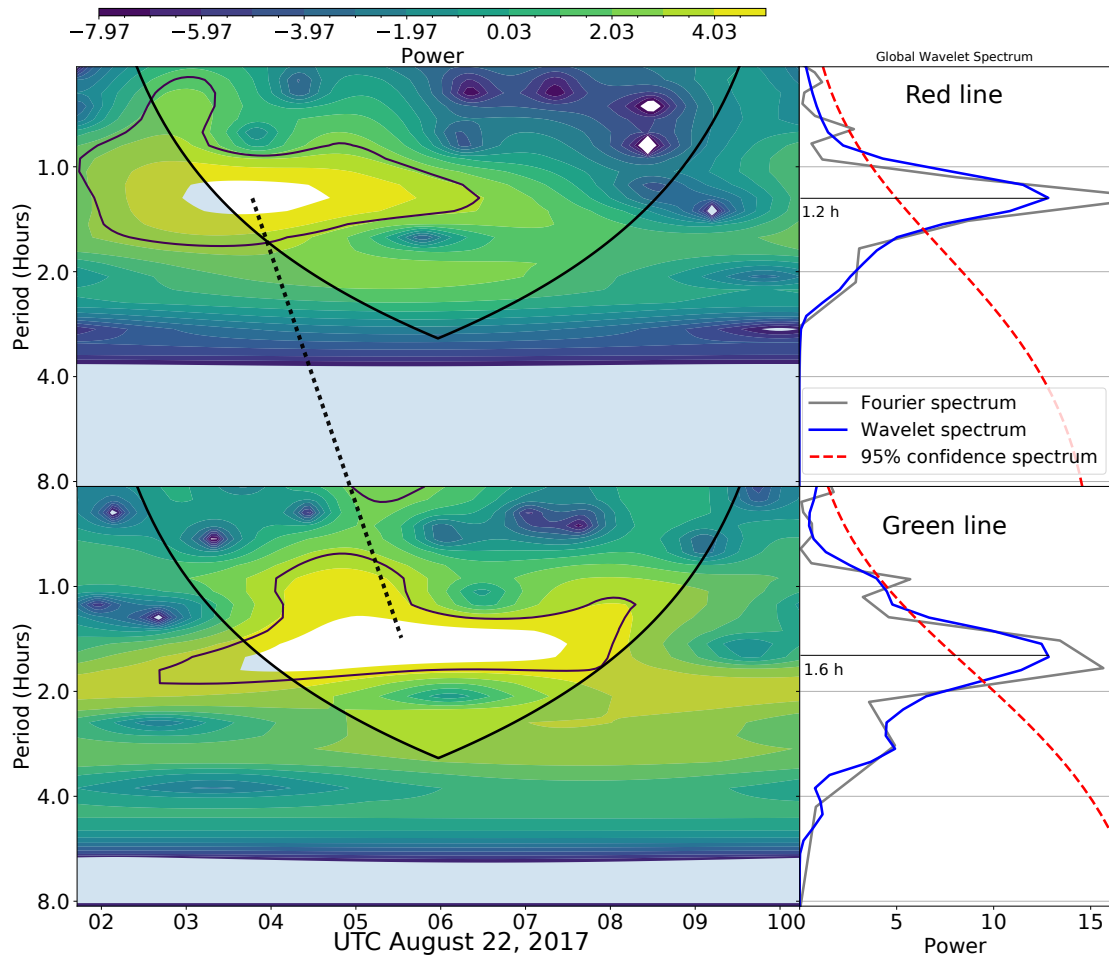 −7.97 −5.97 −3.97 −1.97 0.03 2.03 4.03
Power
Global Wavelet Spectrum
Red line
1.0
2.0
4.0
8.0
Period (Hours)
1.2 h
Fourier spectrum
Wavelet spectrum
95% confidence spectrum
Green line
1.0
2.0
4.0
8.0
Period (Hours)
1.6 h
02 03 04 05 06 07 08 09 10
UTC August 22, 2017
0 5 10 15
Power